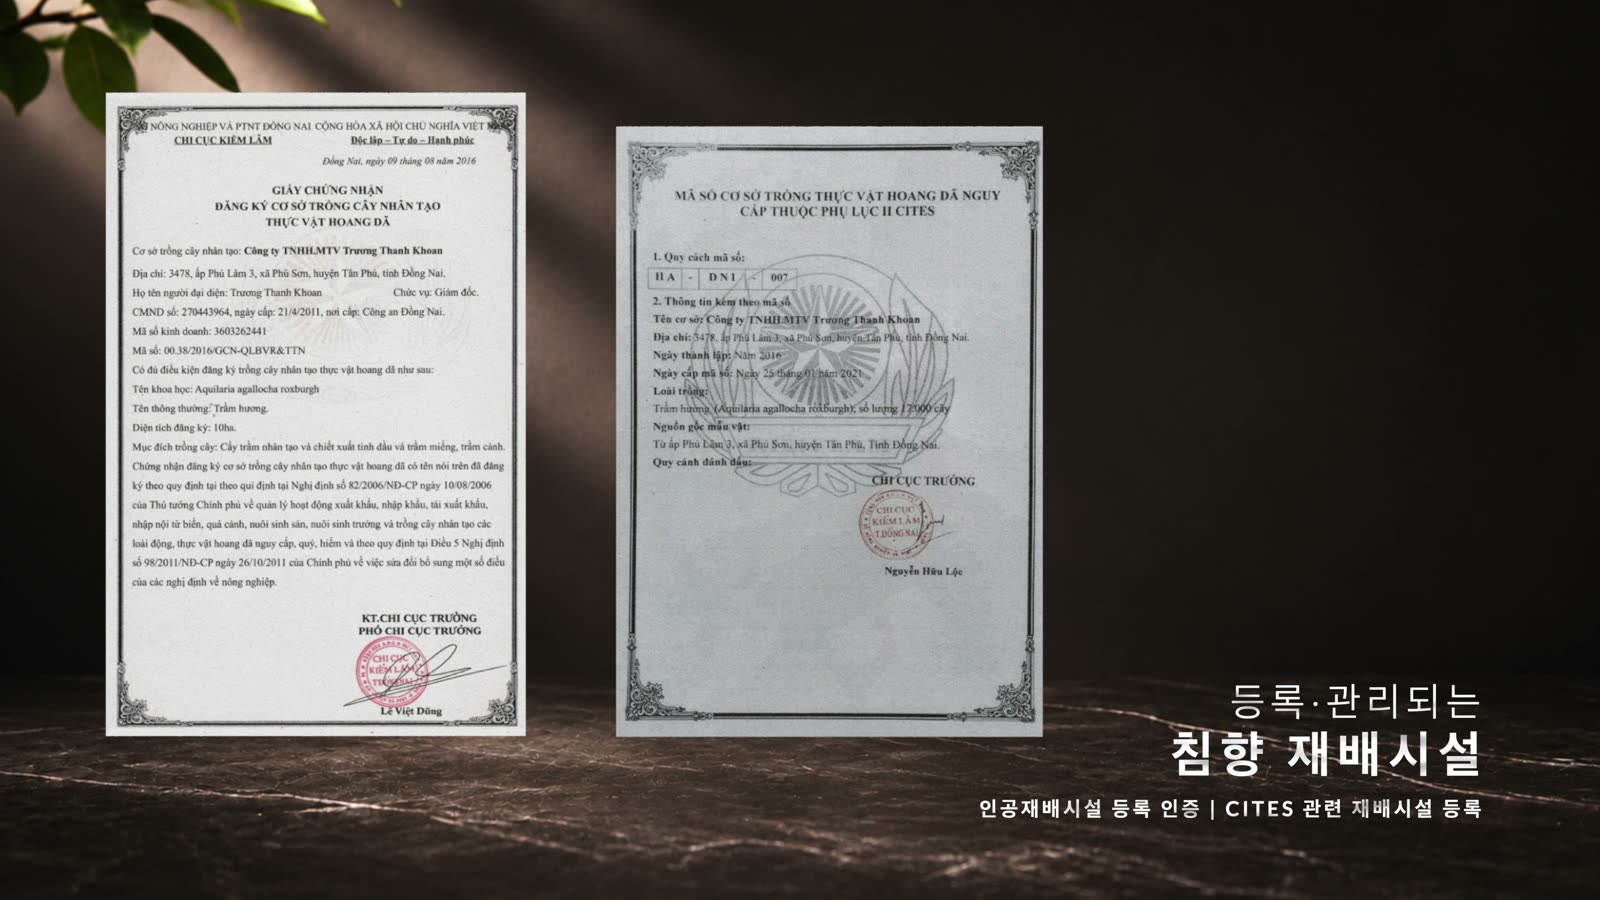 NÔNG NGHIỆP VÀ PTNT ĐỒNG NAI CỘNG HÒA XÃ HỘI CHỦ NGHĨA VIỆT
CHI CỤC KIỂM LÂM Độc lập – Tự do – Hạnh phúc
Đồng Nai, ngày 09 tháng 08 năm 2016
GIẤY CHỨNG NHẬN
ĐĂNG KÝ CƠ SỞ TRỒNG CÂY NHÂN TẠO
THỰC VẬT HOANG DÃ
Cơ sở trồng cây nhân tạo: Công ty TNHH.MTV Trương Thanh Khoan
Địa chỉ: 3478, ấp Phú Lâm 3, xã Phú Sơn, huyện Tân Phú, tỉnh Đồng Nai.
Họ tên người đại diện: Trương Thanh Khoan Chức vụ: Giám đốc.
CMND số: 270443964, ngày cấp: 21/4/2011, nơi cấp: Công an Đồng Nai.
Mã số kinh doanh: 3603262441
Mã số: 00.38/2016/GCN-QLBVR&TTN
Có đủ điều kiện đăng ký trồng cây nhân tạo thực vật hoang dã như sau:
Tên khoa học: Aquilaria agallocha roxburgh
Tên thông thường: Trầm hương.
Diện tích đăng ký: 10ha.
Mục đích trồng cây: Cấy trầm nhân tạo và chiết xuất tinh dầu và trầm miếng, trầm cảnh.
Chứng nhận đăng ký cơ sở trồng cây nhân tạo thực vật hoang dã có tên nói trên đã đăng
ký theo quy định tại theo qui định tại Nghị định số 82/2006/NĐ-CP ngày 10/08/2006
của Thủ tướng Chính phủ về quản lý hoạt động xuất khẩu, nhập khẩu, tái xuất khẩu,
nhập nội từ biển, quá cảnh, nuôi sinh sản, nuôi sinh trưởng và trồng cây nhân tạo các
loài động, thực vật hoang dã nguy cấp, quý, hiếm và theo quy định tại Điều 5 Nghị định
số 98/2011/NĐ-CP ngày 26/10/2011 của Chính phủ về việc sửa đổi bổ sung một số điều
của các nghị định về nông nghiệp.
KT.CHI CỤC TRƯỞNG
PHÓ CHI CỤC TRƯỞNG
CHI CỤC
KIỂM LÂM
T.ĐỒNG NAI
Lê Việt Dũng
MÃ SỐ CƠ SỞ TRỒNG THỰC VẬT HOANG DÃ NGUY
CẤP THUỘC PHỤ LỤC II CITES
1. Quy cách mã số:
II A - D N I - 007
2. Thông tin kèm theo mã số
Tên cơ sở: Công ty TNHH.MTV Trương Thanh Khoan
Địa chỉ: 3478, ấp Phú Lâm 3, xã Phú Sơn, huyện Tân Phú, tỉnh Đồng Nai.
Ngày thành lập: Năm 2016
Ngày cấp mã số: Ngày 25 tháng 01 năm 2021
Loài trồng:
Trầm hương (Aquilaria agallocha roxburgh); số lượng 17.000 cây
Nguồn gốc mẫu vật:
Từ ấp Phú Lâm 3, xã Phú Sơn, huyện Tân Phú, Tỉnh Đồng Nai.
Quy cảnh đánh dấu:
CHI CỤC TRƯỞNG
CHI CỤC
KIỂM LÂM
T.ĐỒNG NAI
Nguyễn Hữu Lộc
등록·관리되는
침향 재배시설
인공재배시설 등록 인증 | CITES 관련 재배시설 등록